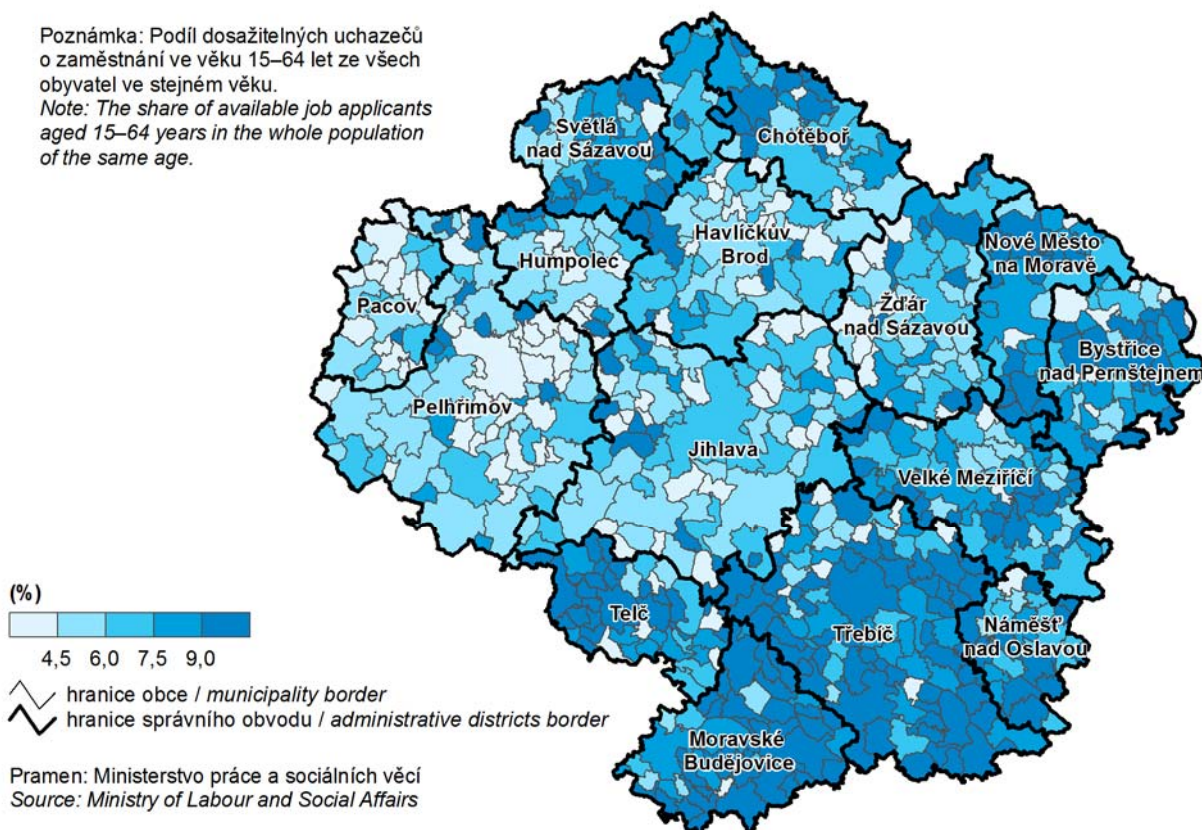 Poznámka: Podíl dosažitelných uchazečů
o zaměstnání ve věku 15–64 let ze všech
obyvatel ve stejném věku.
Note: The share of available job applicants
aged 15–64 years in the whole population
of the same age.
Světlá
nad Sázavou
Chotěboř
Havlíčkův
Brod
Humpolec
Nové Město
na Moravě
Pacov
Žďár
nad Sázavou
Bystřice
nad Pernštejnem
Pelhřimov
Jihlava
Velké Meziříčí
Telč
Třebíč
Náměšť
nad Oslavou
Moravské
Budějovice
(%)
4,5 6,0 7,5 9,0
hranice obce / municipality border
hranice správního obvodu / administrative districts border
Pramen: Ministerstvo práce a sociálních věcí
Source: Ministry of Labour and Social Affairs